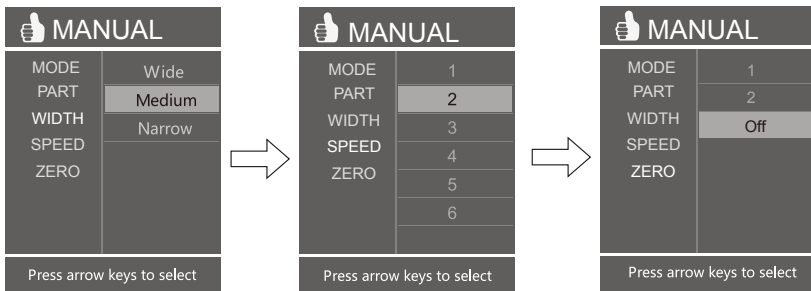 MANUAL
MODE
PART
WIDTH
SPEED
ZERO
Wide
Medium
Narrow
Press arrow keys to select
MANUAL
MODE
PART
WIDTH
SPEED
ZERO
1
2
3
4
5
6
Press arrow keys to select
MANUAL
MODE
PART
WIDTH
SPEED
ZERO
1
2
Off
Press arrow keys to select